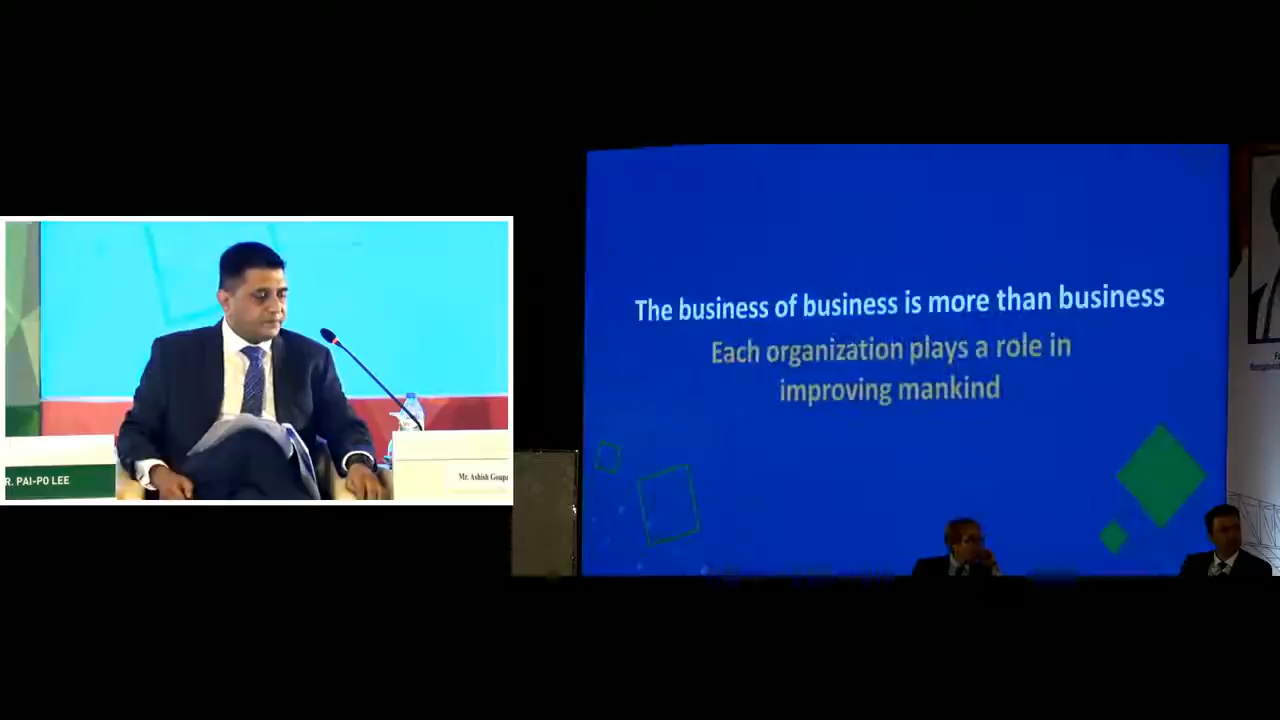 R. PAI-PO LEE
Mr. Ashish Goupa
The business of business is more than business
Each organization plays a role in
improving mankind